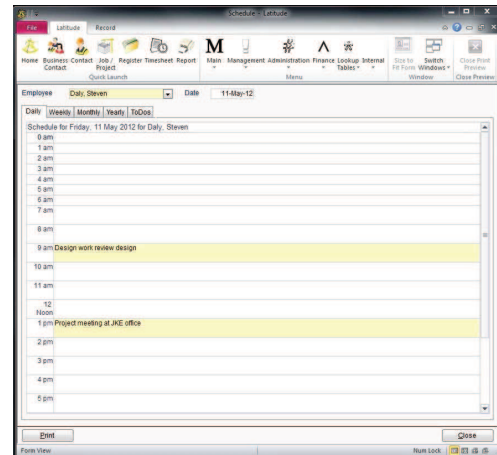 Schedule - Latitude
File Latitude Record
Home Business Contact Contact Job / Project Register Timesheet Report Main Management Administration Finance Lookup Tables Internal Size to Fit Form Switch Windows Close Print Preview
Quick Launch Menu Window Close Preview
Employee Daly, Steven Date 11-May-12
Daily Weekly Monthly Yearly ToDos
Schedule for Friday, 11 May 2012 for Daly, Steven
0 am
1 am
2 am
3 am
4 am
5 am
6 am
7 am
8 am
9 am Design work review design
10 am
11 am
12 Noon
1 pm Project meeting at JKE office
2 pm
3 pm
4 pm
5 pm
Print Close
Form View Num Lock